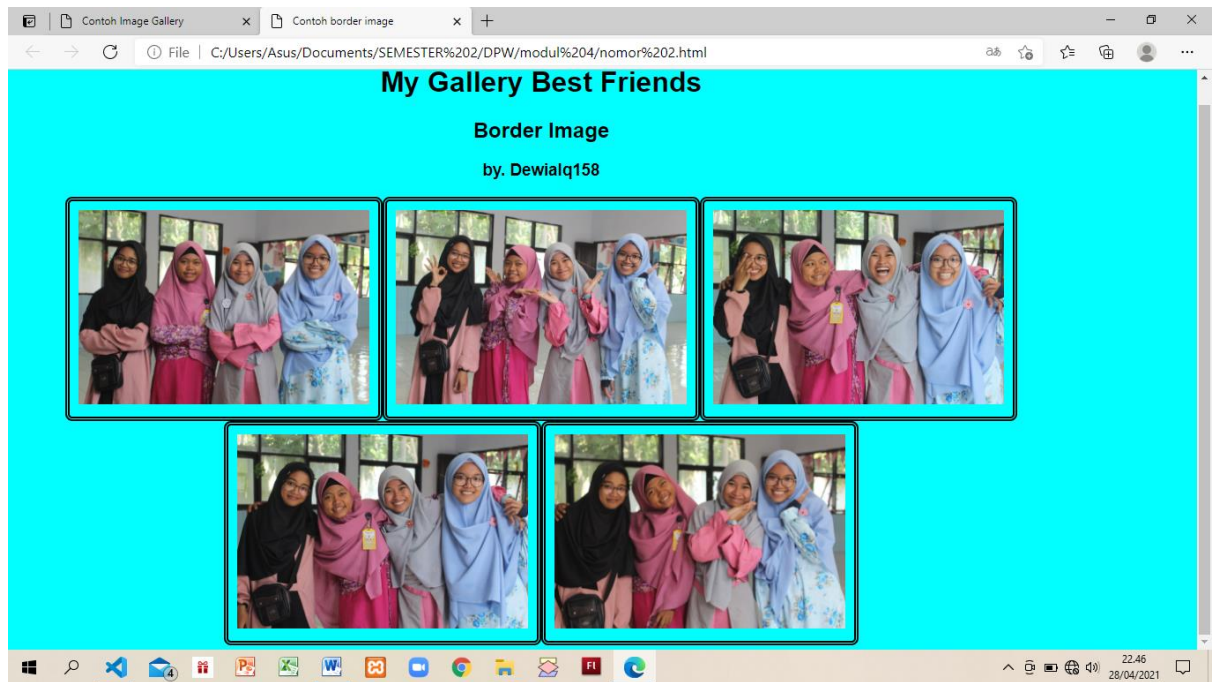 Contoh Image Gallery
Contoh border image
File | C:/Users/Asus/Documents/SEMESTER%202/DPW/modul%204/nomor%202.html
My Gallery Best Friends
Border Image
by. Dewialq158
4
22.46
28/04/2021